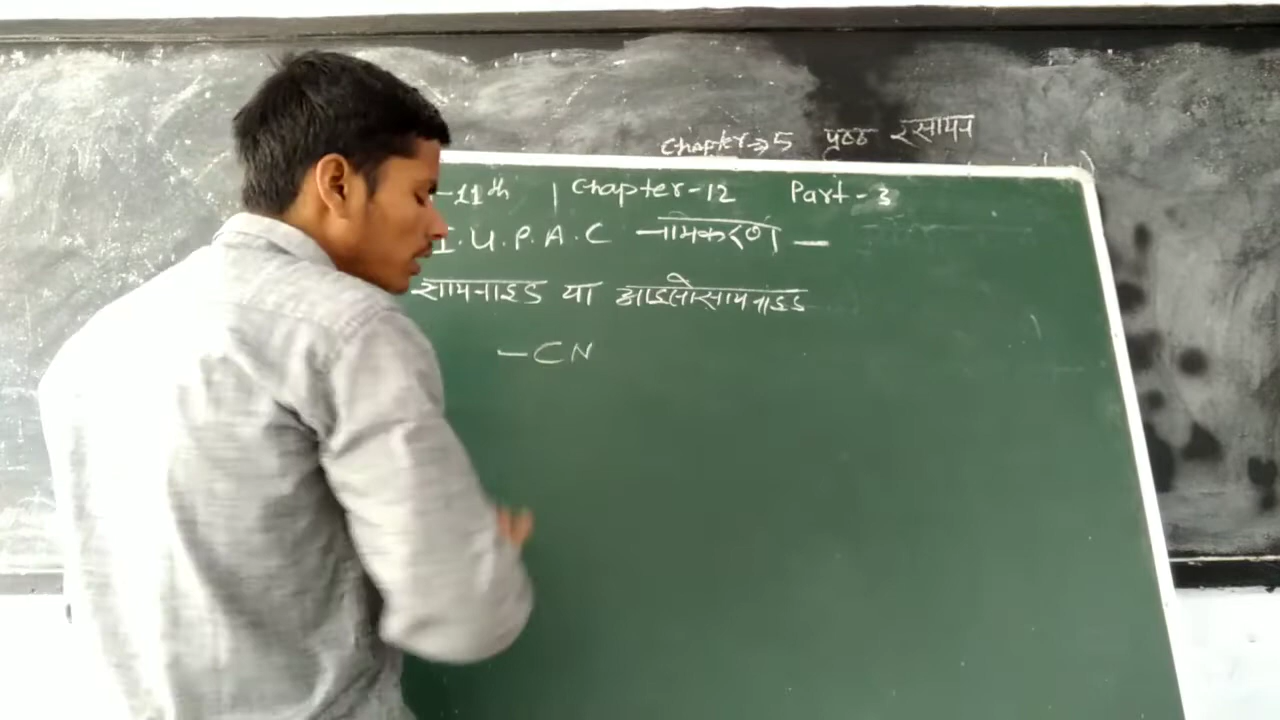 Chapter⇒5 पृष्ठ रसायन
-11th | Chapter-12 Part-3
I.U.P.A.C नामकरण —
सायनाइड या आइसोसायनाइड
—CN